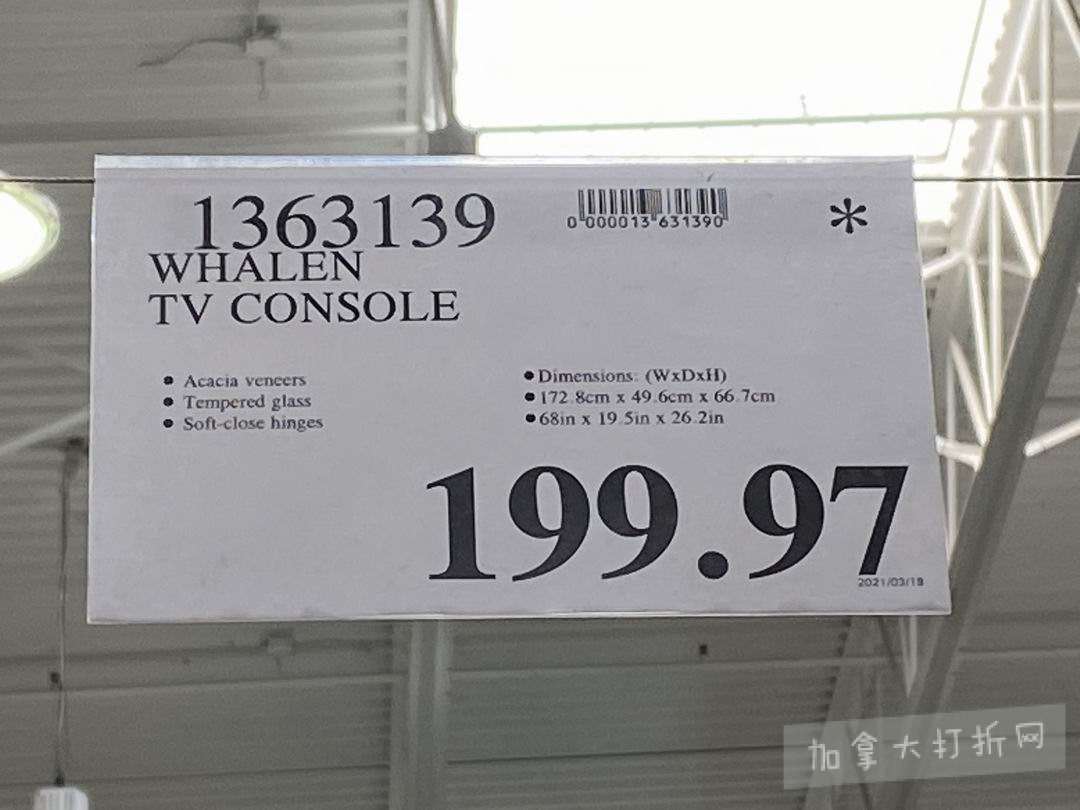 1363139
0 000013 631390
*
WHALEN
TV CONSOLE
• Acacia veneers
• Tempered glass
• Soft-close hinges
• Dimensions: (WxDxH)
• 172.8cm x 49.6cm x 66.7cm
• 68in x 19.5in x 26.2in
199.97
2021/03/18
加拿大打折网